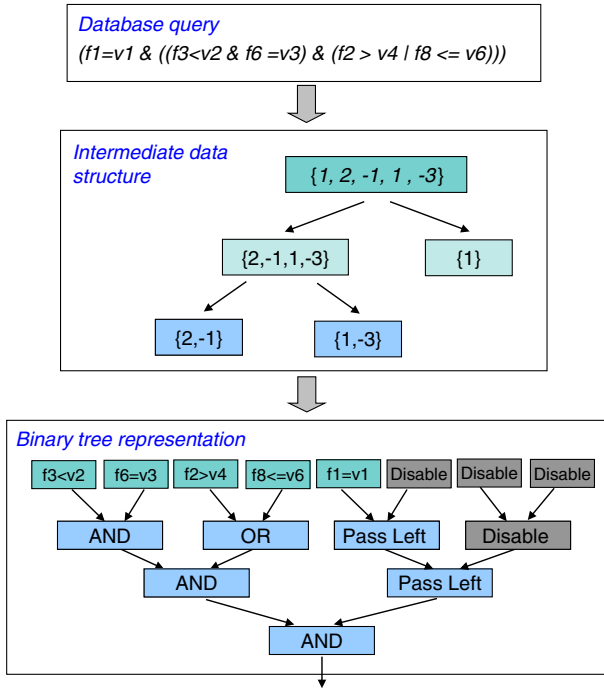 Database query
(f1=v1 & ((f3<v2 & f6 =v3) & (f2 > v4 | f8 <= v6)))
Intermediate data
structure
{1, 2, -1, 1 , -3}
{2,-1,1,-3}
{1}
{2,-1}
{1,-3}
Binary tree representation
f3<v2
f6=v3
f2>v4
f8<=v6
f1=v1
Disable
Disable
Disable
AND
OR
Pass Left
Disable
AND
Pass Left
AND